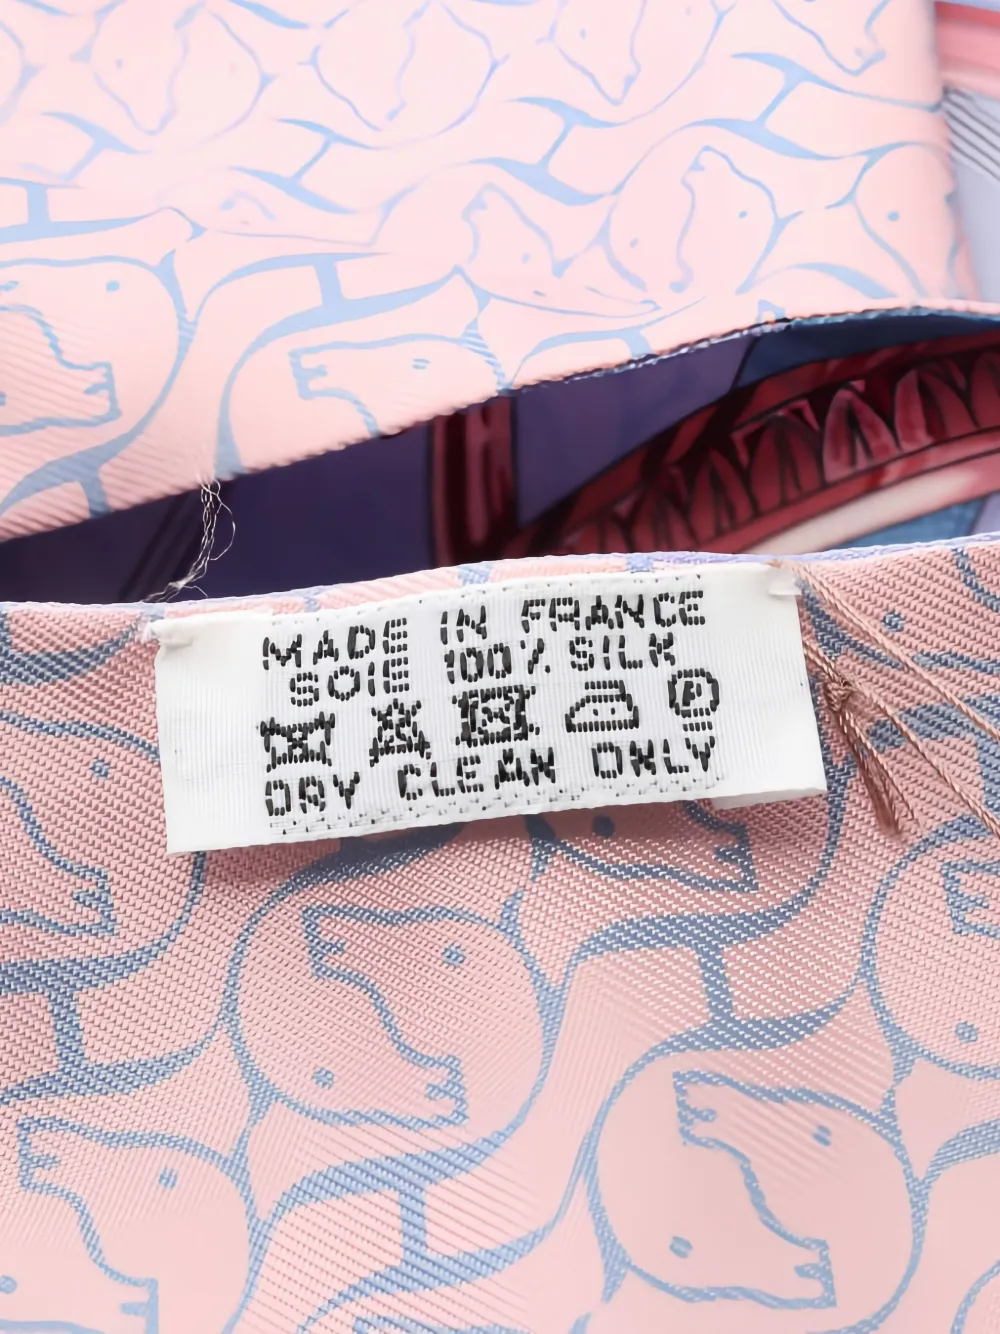 MADE IN FRANCE
SOIE 100% SILK
P
DRY CLEAN ONLY